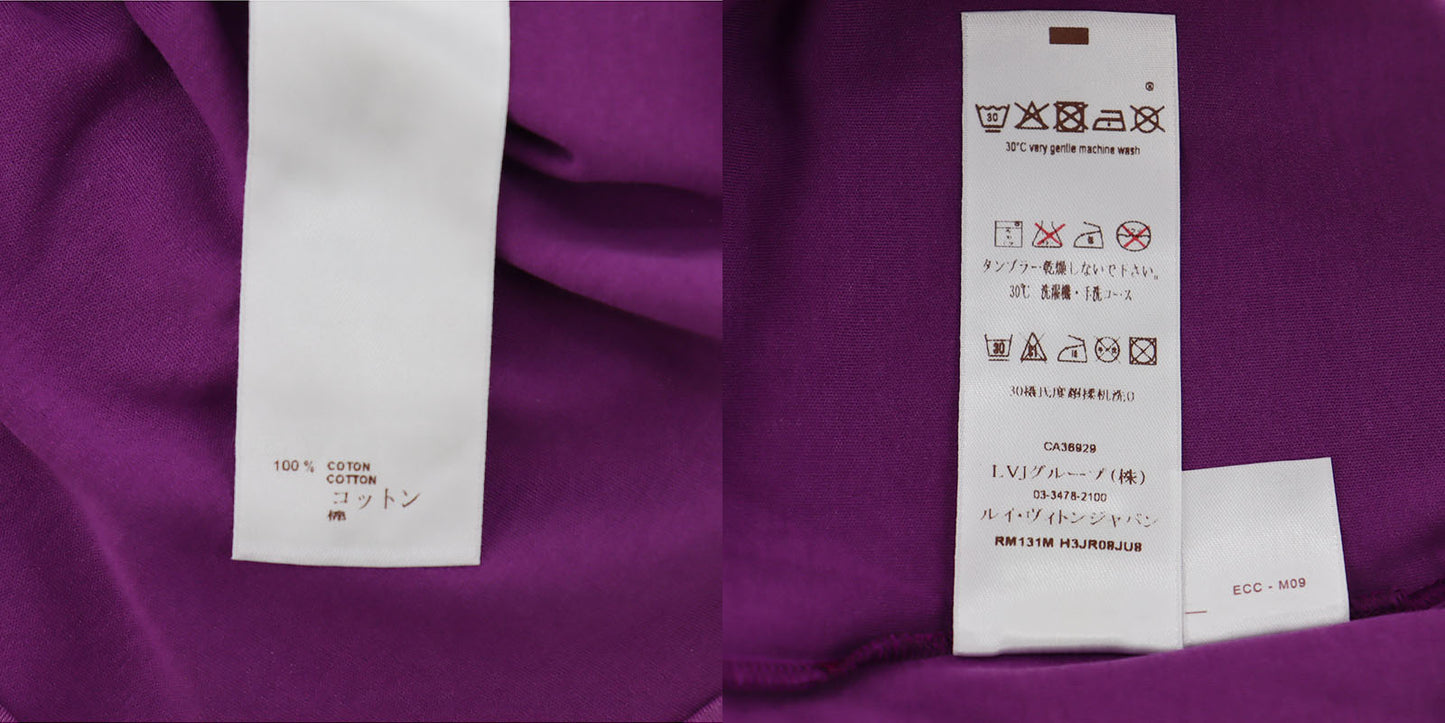 100 % COTON
COTTON
コットン
棉
®
30
30°C very gentle machine wash
タンブラー乾燥しないで下さい。
30℃ 洗濯機・手洗コース
30
CA36929
LVJグループ(株)
03-3478-2100
ルイ・ヴィトンジャパン
RM131M H3JR08JU8
ECC - M09